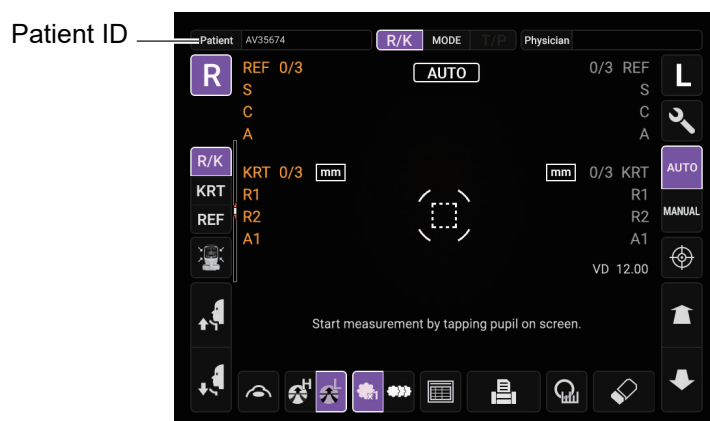 Patient ID
Patient AV35674 R/K MODE T/P Physician
R REF 0/3 AUTO 0/3 REF L
S S
C C
A A
R/K KRT 0/3 mm mm 0/3 KRT AUTO
KRT R1 R1
REF R2 R2 MANUAL
A1 A1
VD 12.00
Start measurement by tapping pupil on screen.
H L x1